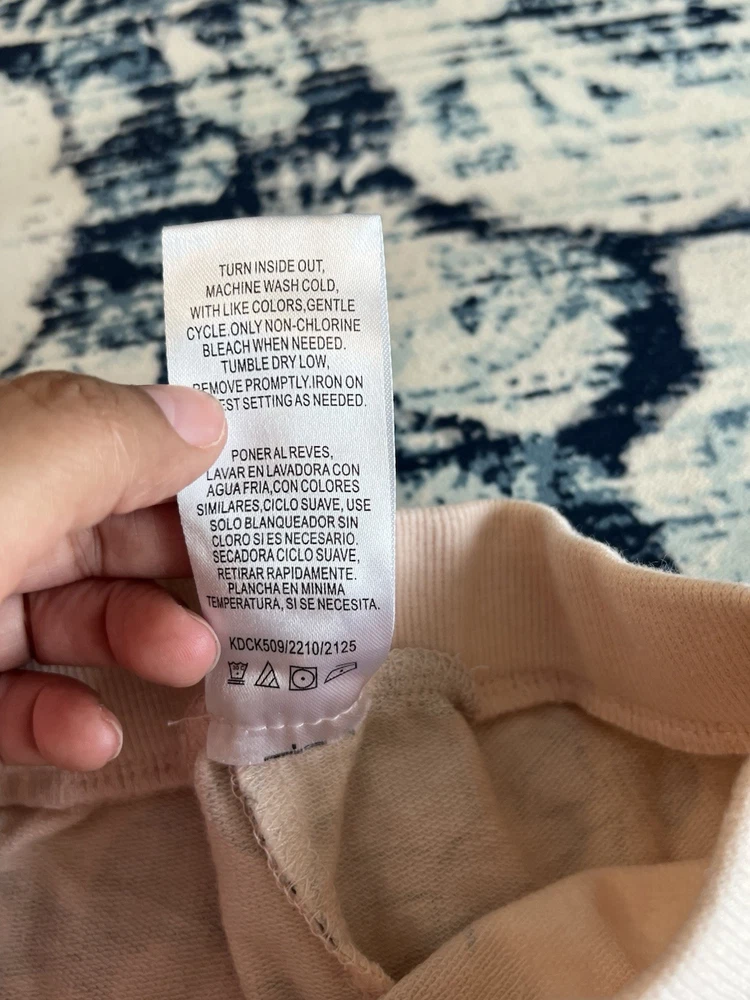 TURN INSIDE OUT,
MACHINE WASH COLD,
WITH LIKE COLORS,GENTLE
CYCLE.ONLY NON-CHLORINE
BLEACH WHEN NEEDED.
TUMBLE DRY LOW,
REMOVE PROMPTLY.IRON ON
SETTING AS NEEDED.
PONER AL REVES,
LAVAR EN LAVADORA CON
AGUA FRIA,CON COLORES
SIMILARES,CICLO SUAVE, USE
SOLO BLANQUEADOR SIN
CLORO SI ES NECESARIO.
SECADORA CICLO SUAVE,
RETIRAR RAPIDAMENTE.
PLANCHA EN MINIMA
TEMPERATURA, SI SE NECESITA.
KDCK509/2210/2125